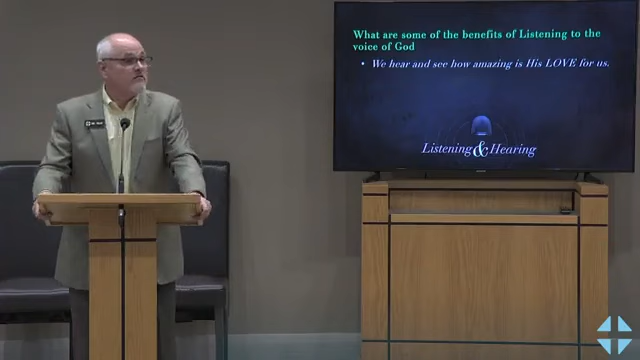 What are some of the benefits of Listening to the
voice of God
• We hear and see how amazing is His LOVE for us.
Listening & Hearing